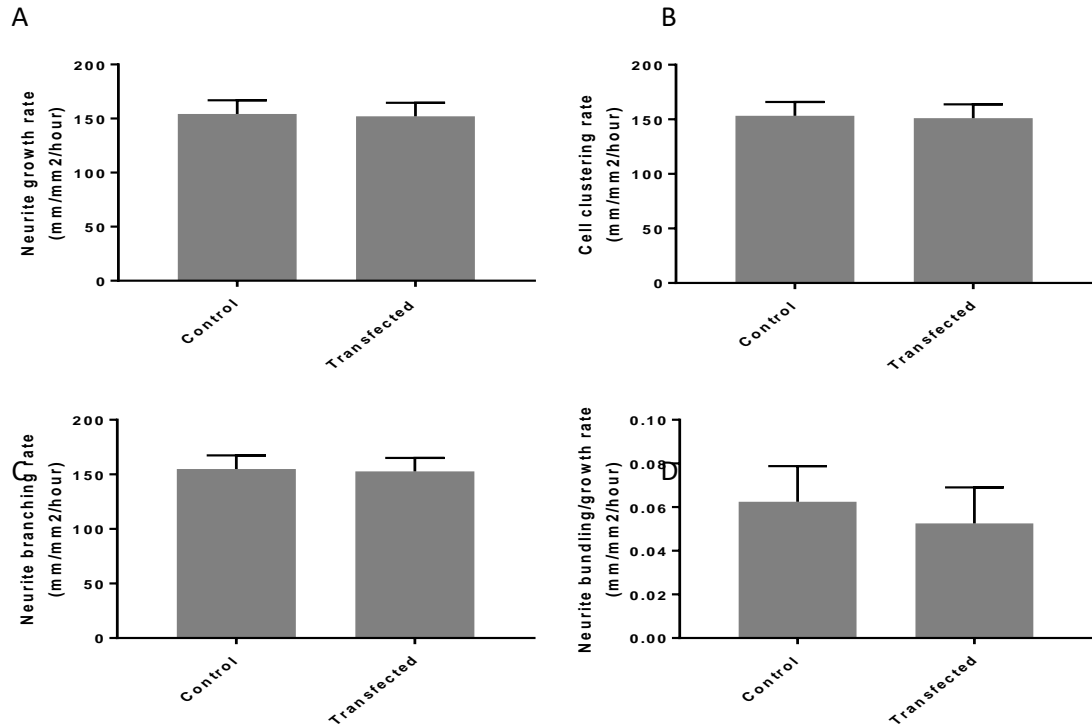 A
Neurite growth rate
(mm/mm2/hour)
200
150
100
50
0
Control
Transfected
B
Cell clustering rate
(mm/mm2/hour)
200
150
100
50
0
Control
Transfected
C
Neurite branching rate
(mm/mm2/hour)
200
150
100
50
0
Control
Transfected
D
Neurite bundling/growth rate
(mm/mm2/hour)
0.10
0.08
0.06
0.04
0.02
0.00
Control
Transfected